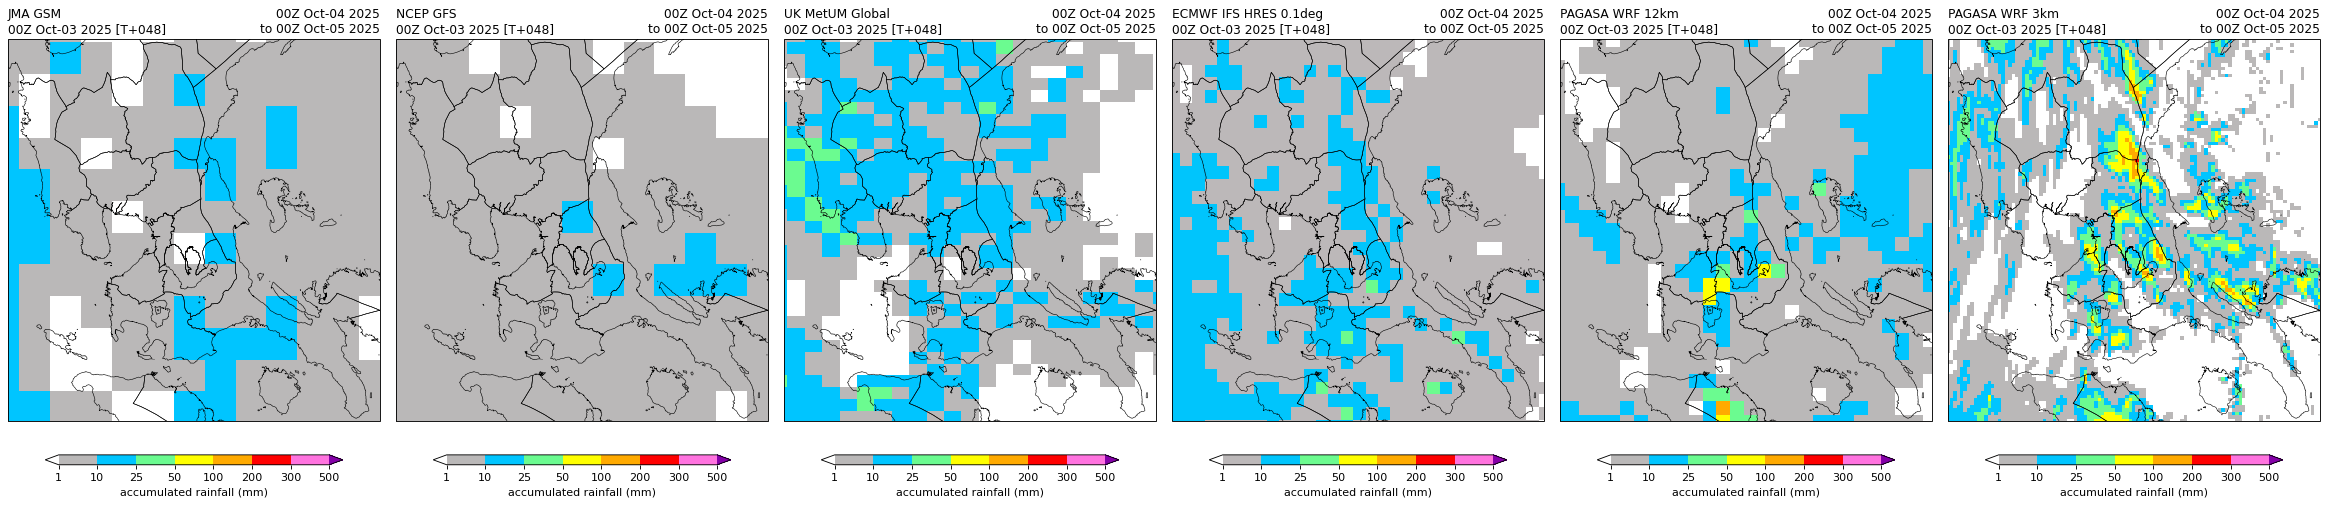 JMA GSM 00Z Oct-04 2025
00Z Oct-03 2025 [T+048] to 00Z Oct-05 2025
1 10 25 50 100 200 300 500
accumulated rainfall (mm)
NCEP GFS 00Z Oct-04 2025
00Z Oct-03 2025 [T+048] to 00Z Oct-05 2025
1 10 25 50 100 200 300 500
accumulated rainfall (mm)
UK MetUM Global 00Z Oct-04 2025
00Z Oct-03 2025 [T+048] to 00Z Oct-05 2025
1 10 25 50 100 200 300 500
accumulated rainfall (mm)
ECMWF IFS HRES 0.1deg 00Z Oct-04 2025
00Z Oct-03 2025 [T+048] to 00Z Oct-05 2025
1 10 25 50 100 200 300 500
accumulated rainfall (mm)
PAGASA WRF 12km 00Z Oct-04 2025
00Z Oct-03 2025 [T+048] to 00Z Oct-05 2025
1 10 25 50 100 200 300 500
accumulated rainfall (mm)
PAGASA WRF 3km 00Z Oct-04 2025
00Z Oct-03 2025 [T+048] to 00Z Oct-05 2025
1 10 25 50 100 200 300 500
accumulated rainfall (mm)